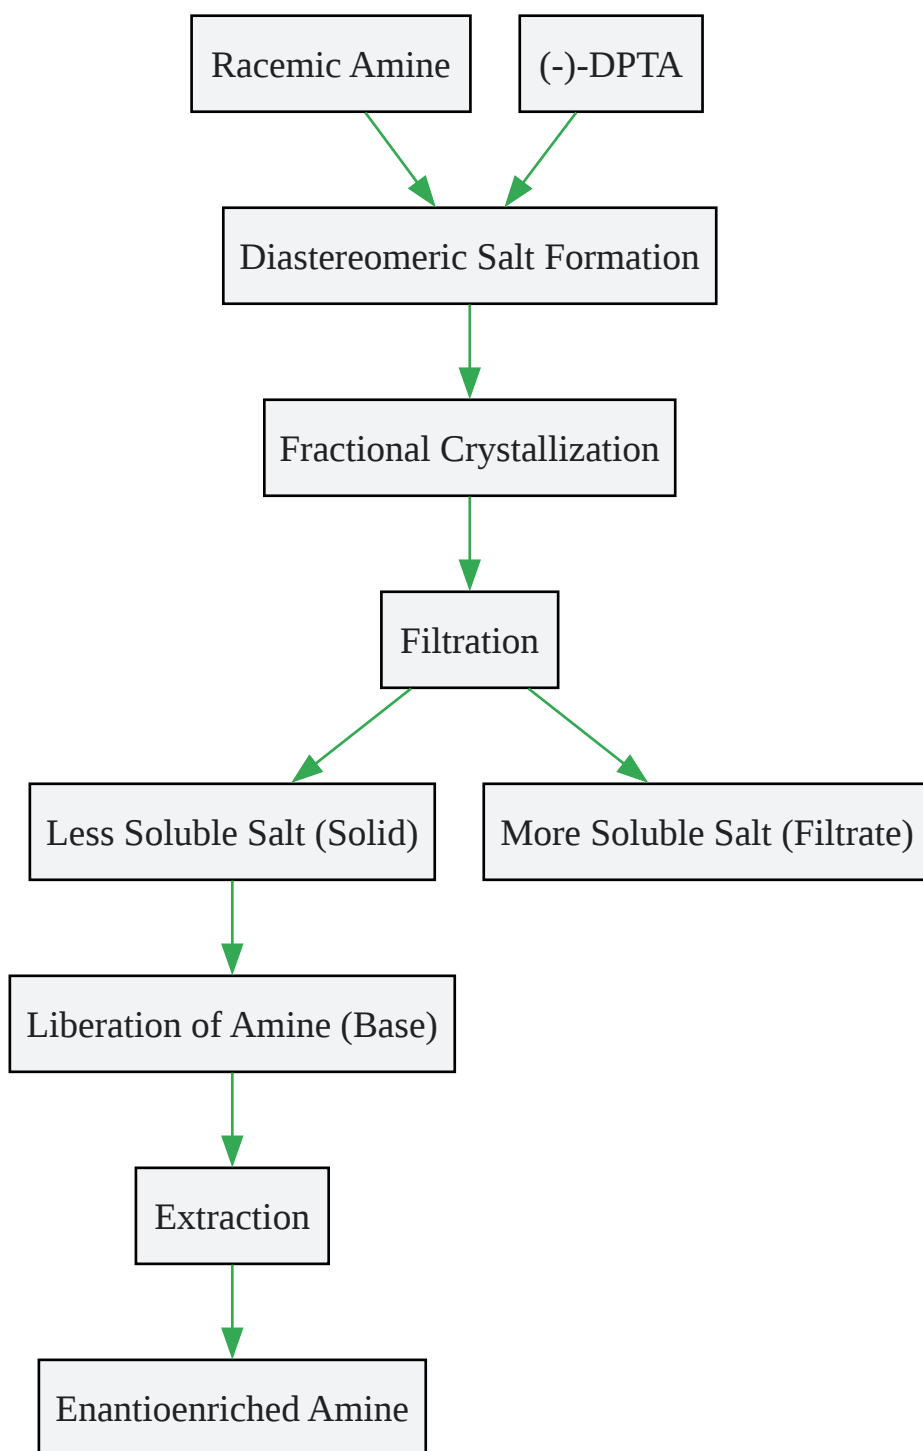 Racemic Amine
(-)-DPTA
Diastereomeric Salt Formation
Fractional Crystallization
Filtration
Less Soluble Salt (Solid)
More Soluble Salt (Filtrate)
Liberation of Amine (Base)
Extraction
Enantioenriched Amine